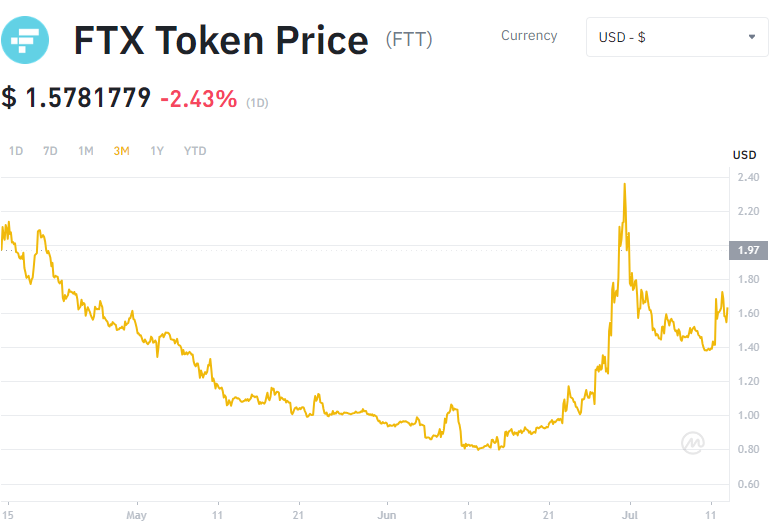 FTX Token Price (FTT)
Currency
USD - $
$ 1.5781779 -2.43% (1D)
1D 7D 1M 3M 1Y YTD
USD
2.40
2.20
1.97
1.80
1.60
1.40
1.20
1.00
0.80
0.60
15 May 11 21 Jun 11 21 Jul 11